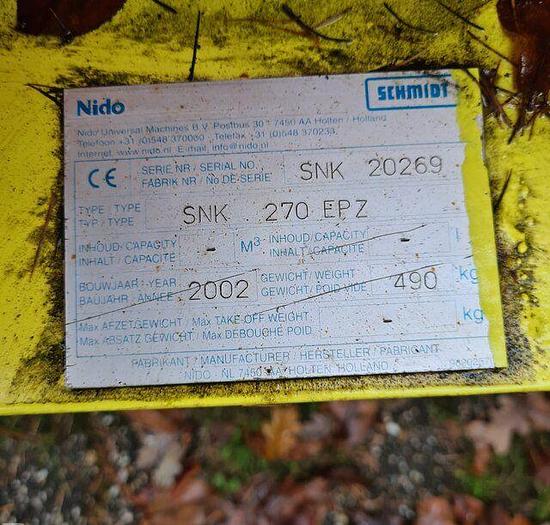 Nido SCHMIDT
Nido Universal Machines B.V. Postbus 30 7450 AA Holten / Holland
Telefoon +31 (0)548 370000 Telefax +31 (0)548 370233
Internet: www.nido.nl E-mail: info@nido.nl
CE SERIE NR / SERIAL NO. SNK 20269
FABRIK NR / No DE SERIE
TYPE / TYPE SNK 270 EPZ
TYP / TYPE
INHOUD / CAPACITY - M³ INHOUD / CAPACITY - l
INHALT / CAPACITE INHALT / CAPACITE
BOUWJAAR / YEAR 2002 GEWICHT / WEIGHT 490 kg
BAUJAHR / ANNEE GEWICHT / POID VIDE
Max AFZETGEWICHT / Max TAKE OFF WEIGHT - kg
Max ABSATZ GEWICHT / Max DEBOUCHE POID
FABRIKANT / MANUFACTURER / HERSTELLER / FABRICANT
NIDO - NL 7450 AA HOLTEN HOLLAND